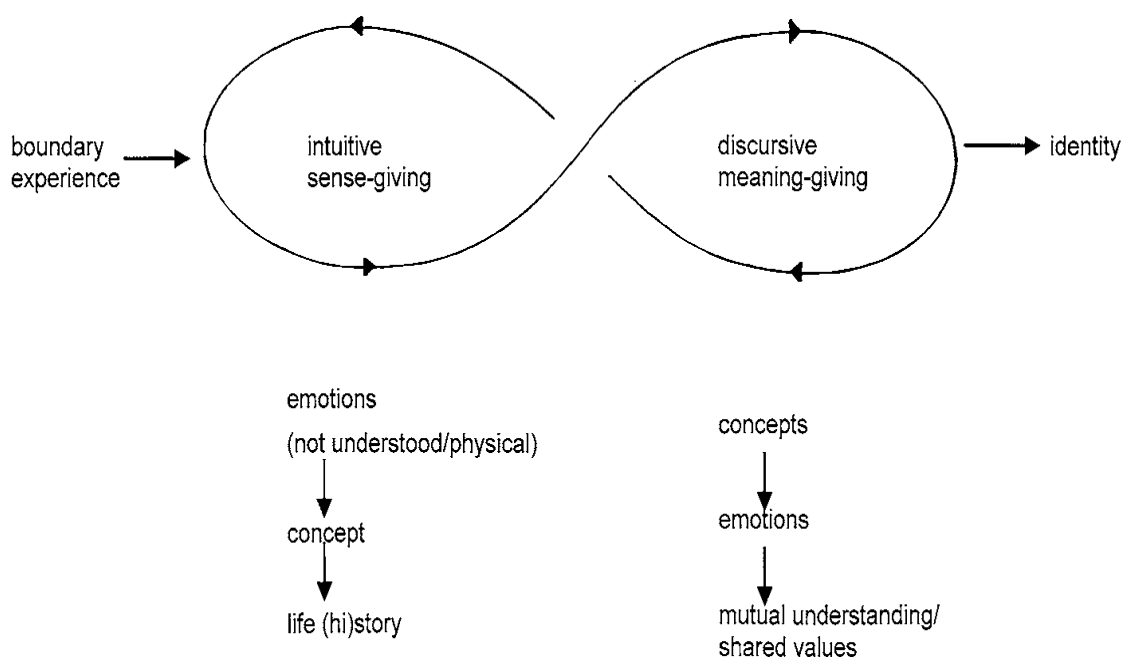 boundary
experience
intuitive
sense-giving
discursive
meaning-giving
identity
emotions
(not understood/physical)
concept
life (hi)story
concepts
emotions
mutual understanding/
shared values